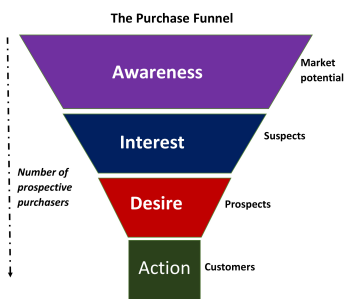 The Purchase Funnel
Awareness
Market
potential
Interest
Suspects
Number of
prospective
purchasers
Desire
Prospects
Action
Customers